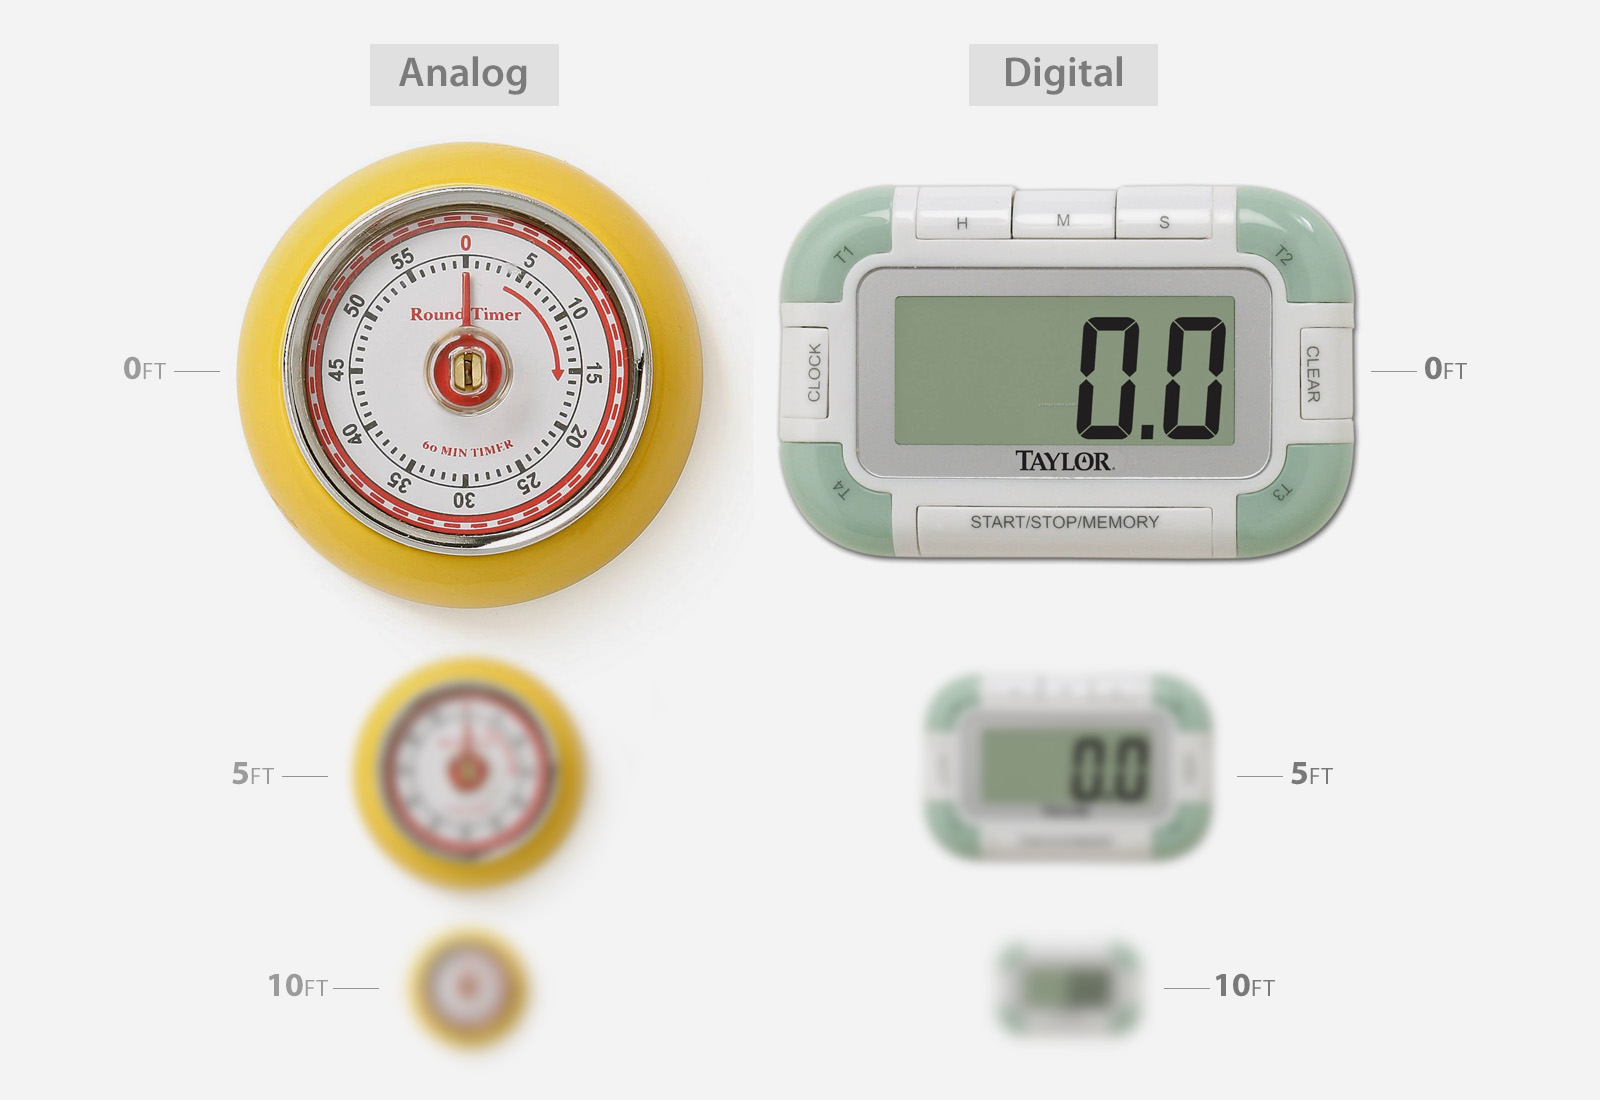 Analog
Digital
0
5
10
15
20
25
30
35
40
45
50
55
Round Timer
60 MIN TIMER
H
M
S
T1
T2
CLOCK
0.0
CLEAR
TAYLOR
T4
T3
START/STOP/MEMORY
0FT
0FT
0.0
5FT
5FT
10FT
10FT